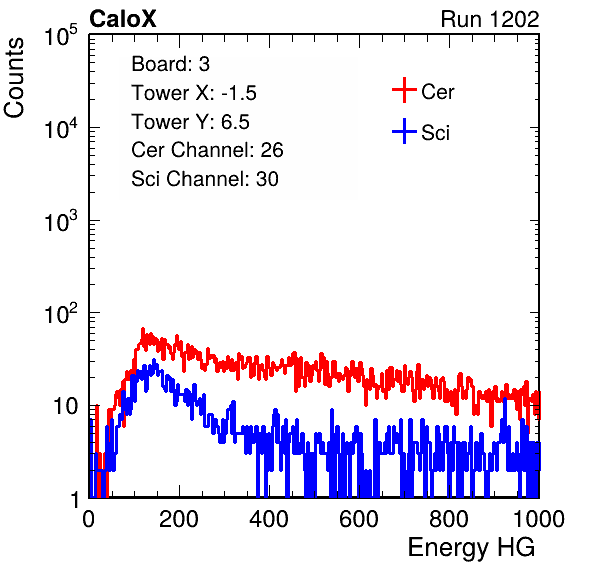 CaloX Run 1202
Counts
10^5
10^4
10^3
10^2
10
1
Board: 3
Tower X: -1.5
Tower Y: 6.5
Cer Channel: 26
Sci Channel: 30
Cer
Sci
0 200 400 600 800 1000
Energy HG